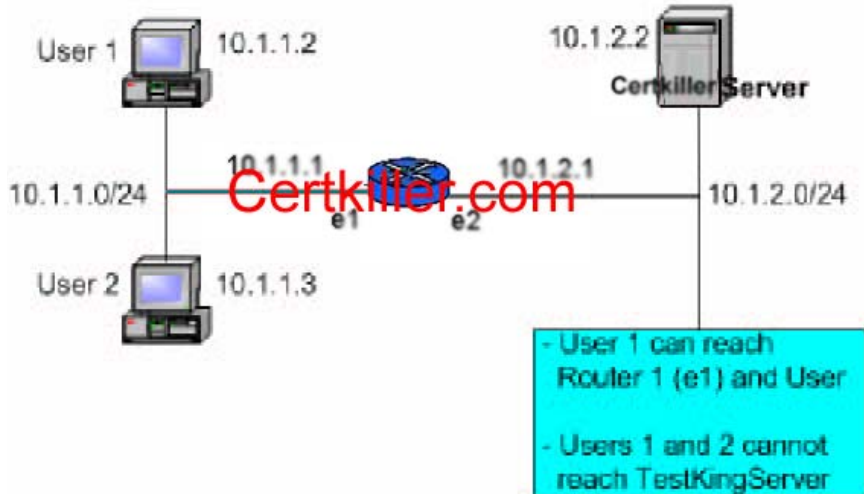 User 1
10.1.1.2
10.1.2.2
Certkiller Server
10.1.1.1
10.1.2.1
10.1.1.0/24
Certkiller.com
10.1.2.0/24
e1
e2
User 2
10.1.1.3
- User 1 can reach
Router 1 (e1) and User
- Users 1 and 2 cannot
reach TestKingServer